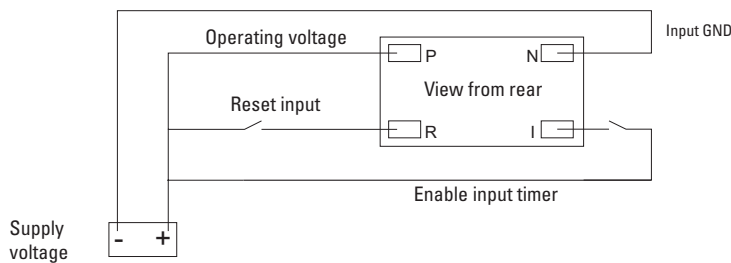 Input GND
Operating voltage
P
N
View from rear
Reset input
R
I
Enable input timer
Supply
voltage
- +